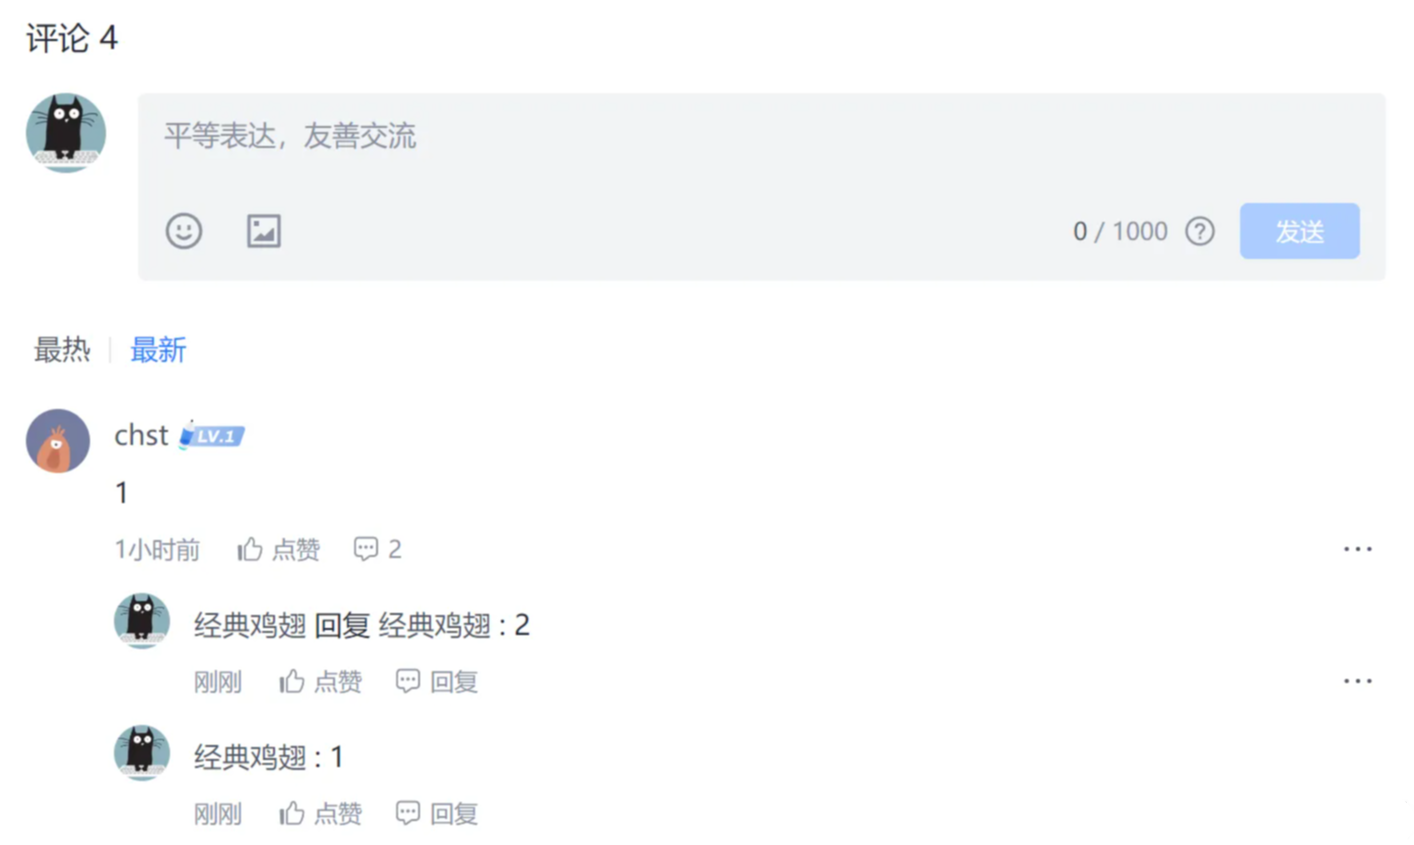 评论 4
平等表达，友善交流
0 / 1000 ? 发送
最热 最新
chst LV.1
1
1小时前 点赞 2
经典鸡翅 回复 经典鸡翅 : 2
刚刚 点赞 回复
经典鸡翅 : 1
刚刚 点赞 回复